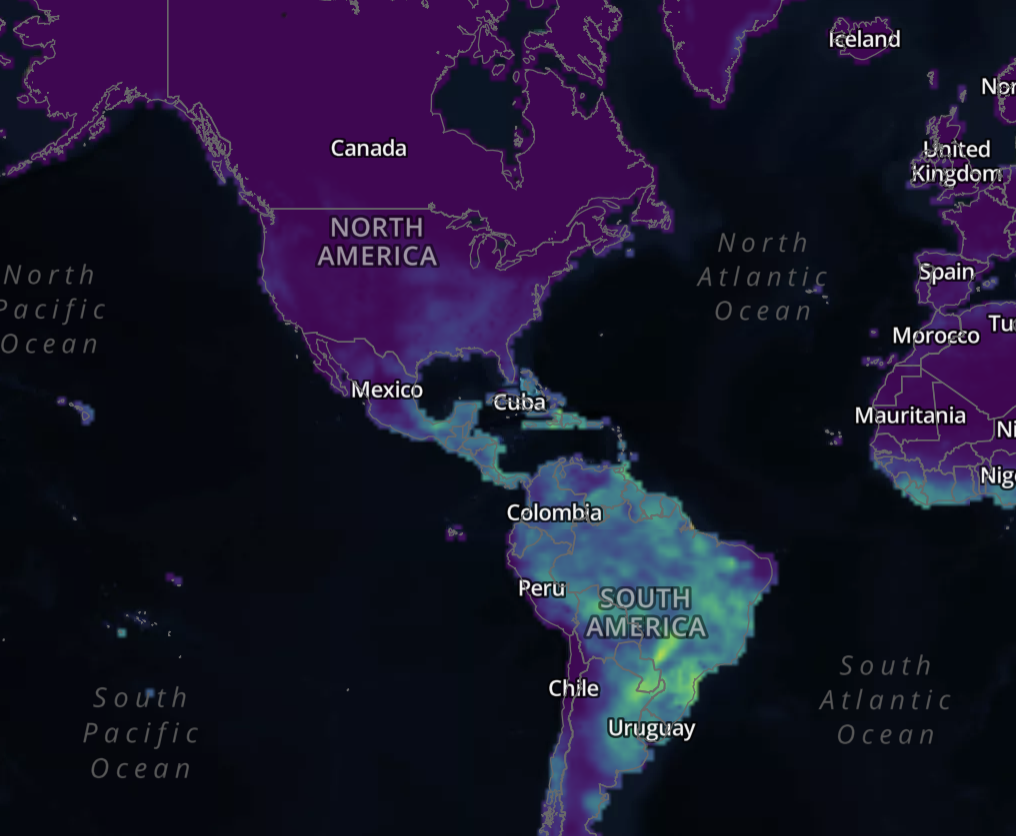 Iceland
Nor
Canada
United
Kingdom
NORTH
AMERICA
North
Atlantic
Ocean
North
Pacific
Ocean
Spain
Morocco
Tu
Mexico
Cuba
Mauritania
Ni
Nig
Colombia
Peru
SOUTH
AMERICA
Chile
Uruguay
South
Pacific
Ocean
South
Atlantic
Ocean